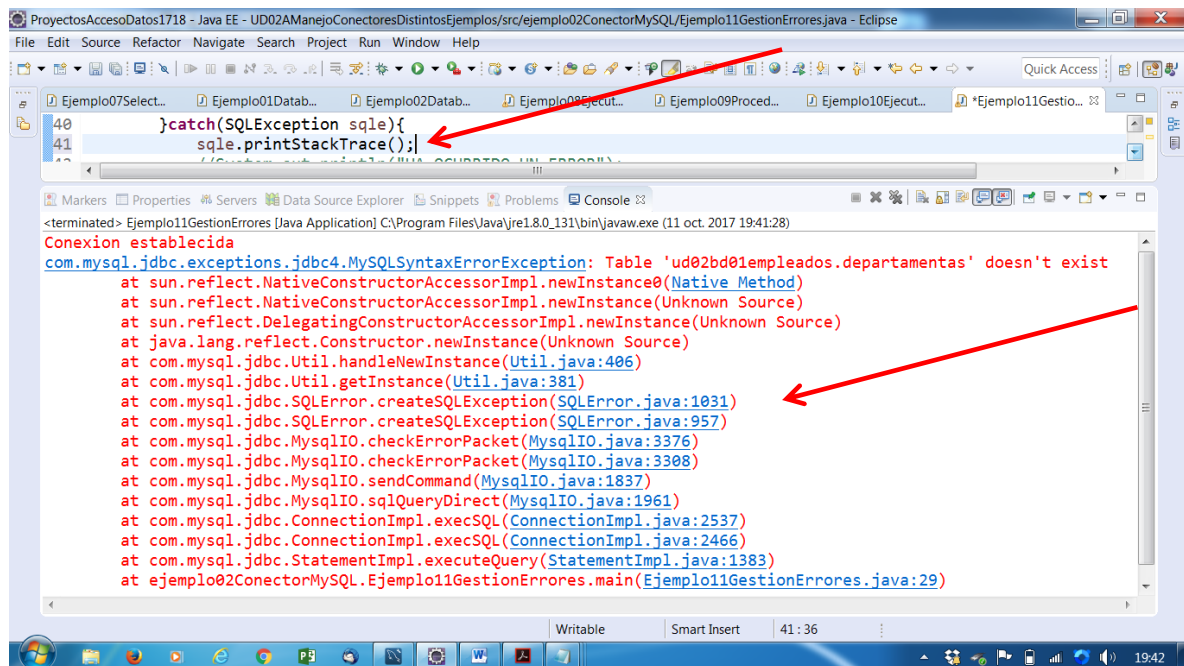 ProyectosAccesoDatos1718 - Java EE - UD02AManejoConectoresDistintosEjemplos/src/ejemplo02ConectorMySQL/Ejemplo11GestionErrores.java - Eclipse
File Edit Source Refactor Navigate Search Project Run Window Help
Quick Access
Ejemplo07Select... Ejemplo01Datab... Ejemplo02Datab... Ejemplo08Ejecut... Ejemplo09Proced... Ejemplo10Ejecut... *Ejemplo11Gestio...
40 }catch(SQLException sqle){
41 sqle.printStackTrace();
Markers Properties Servers Data Source Explorer Snippets Problems Console
<terminated> Ejemplo11GestionErrores [Java Application] C:\Program Files\Java\jre1.8.0_131\bin\javaw.exe (11 oct. 2017 19:41:28)
Conexion establecida
com.mysql.jdbc.exceptions.jdbc4.MySQLSyntaxErrorException: Table 'ud02bd01empleados.departamentas' doesn't exist
at sun.reflect.NativeConstructorAccessorImpl.newInstance0(Native Method)
at sun.reflect.NativeConstructorAccessorImpl.newInstance(Unknown Source)
at sun.reflect.DelegatingConstructorAccessorImpl.newInstance(Unknown Source)
at java.lang.reflect.Constructor.newInstance(Unknown Source)
at com.mysql.jdbc.Util.handleNewInstance(Util.java:406)
at com.mysql.jdbc.Util.getInstance(Util.java:381)
at com.mysql.jdbc.SQLError.createSQLException(SQLError.java:1031)
at com.mysql.jdbc.SQLError.createSQLException(SQLError.java:957)
at com.mysql.jdbc.MysqlIO.checkErrorPacket(MysqlIO.java:3376)
at com.mysql.jdbc.MysqlIO.checkErrorPacket(MysqlIO.java:3308)
at com.mysql.jdbc.MysqlIO.sendCommand(MysqlIO.java:1837)
at com.mysql.jdbc.MysqlIO.sqlQueryDirect(MysqlIO.java:1961)
at com.mysql.jdbc.ConnectionImpl.execSQL(ConnectionImpl.java:2537)
at com.mysql.jdbc.ConnectionImpl.execSQL(ConnectionImpl.java:2466)
at com.mysql.jdbc.StatementImpl.executeQuery(StatementImpl.java:1383)
at ejemplo02ConectorMySQL.Ejemplo11GestionErrores.main(Ejemplo11GestionErrores.java:29)
Writable Smart Insert 41 : 36
19:42